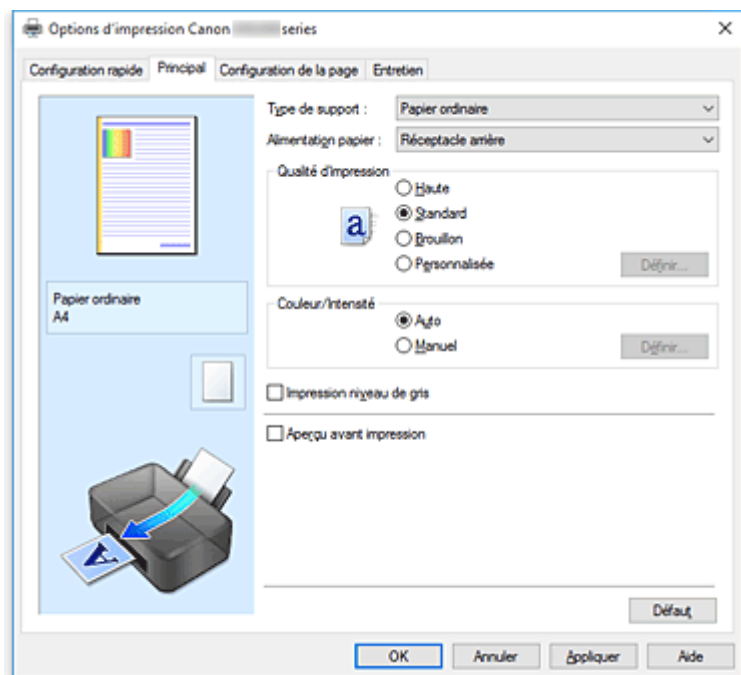 Options d'impression Canon series
Configuration rapide Principal Configuration de la page Entretien
Type de support : Papier ordinaire
Alimentation papier : Réceptacle arrière
Qualité d'impression
Haute
a Standard
Brouillon
Personnalisée Définir...
Papier ordinaire
A4
Couleur/Intensité
Auto
Manuel Définir...
Impression niveau de gris
Aperçu avant impression
A
Défaut
OK Annuler Appliquer Aide